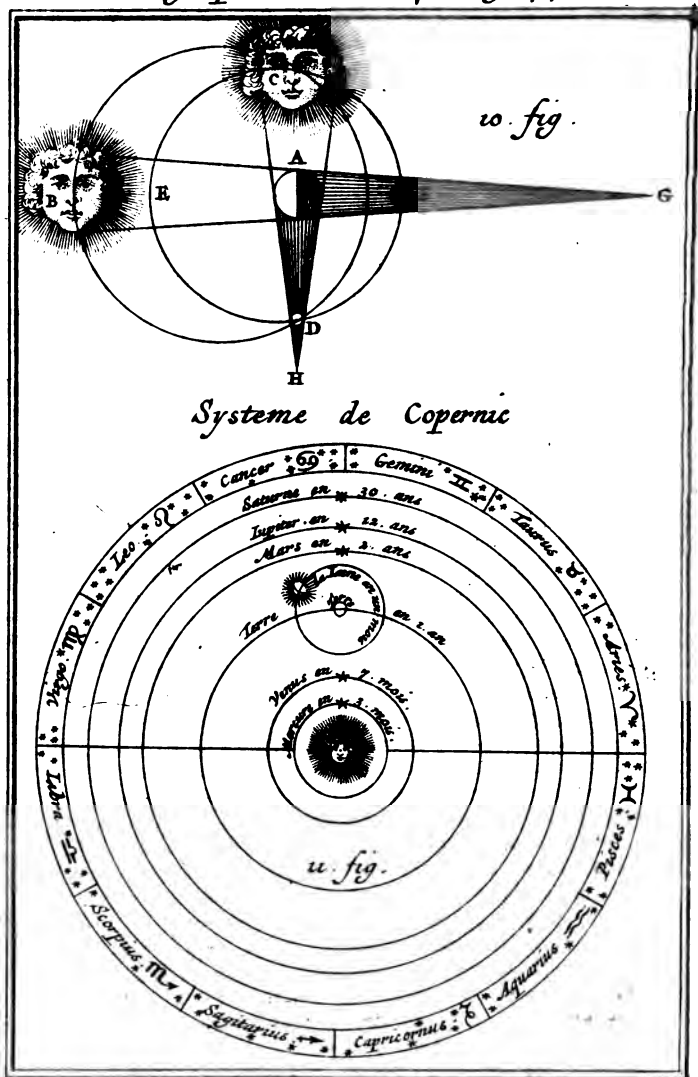 10. fig.
C
A
B
E
G
D
H
Systeme de Copernic
Cancer ♋ Gemini ♊ Taurus ♉ Aries ♈ Pisces ♓ Aquarius ♒ Capricornus ♑ Sagitarius ♐ Scorpius ♏ Libra ♎ Virgo ♍ Leo ♌
Saturne en 30. ans
Iupiter. en 12. ans
Mars en 2. ans
Terre en 1. an
Venus en 7. mois.
Mercure en 3. mois.
11. fig.